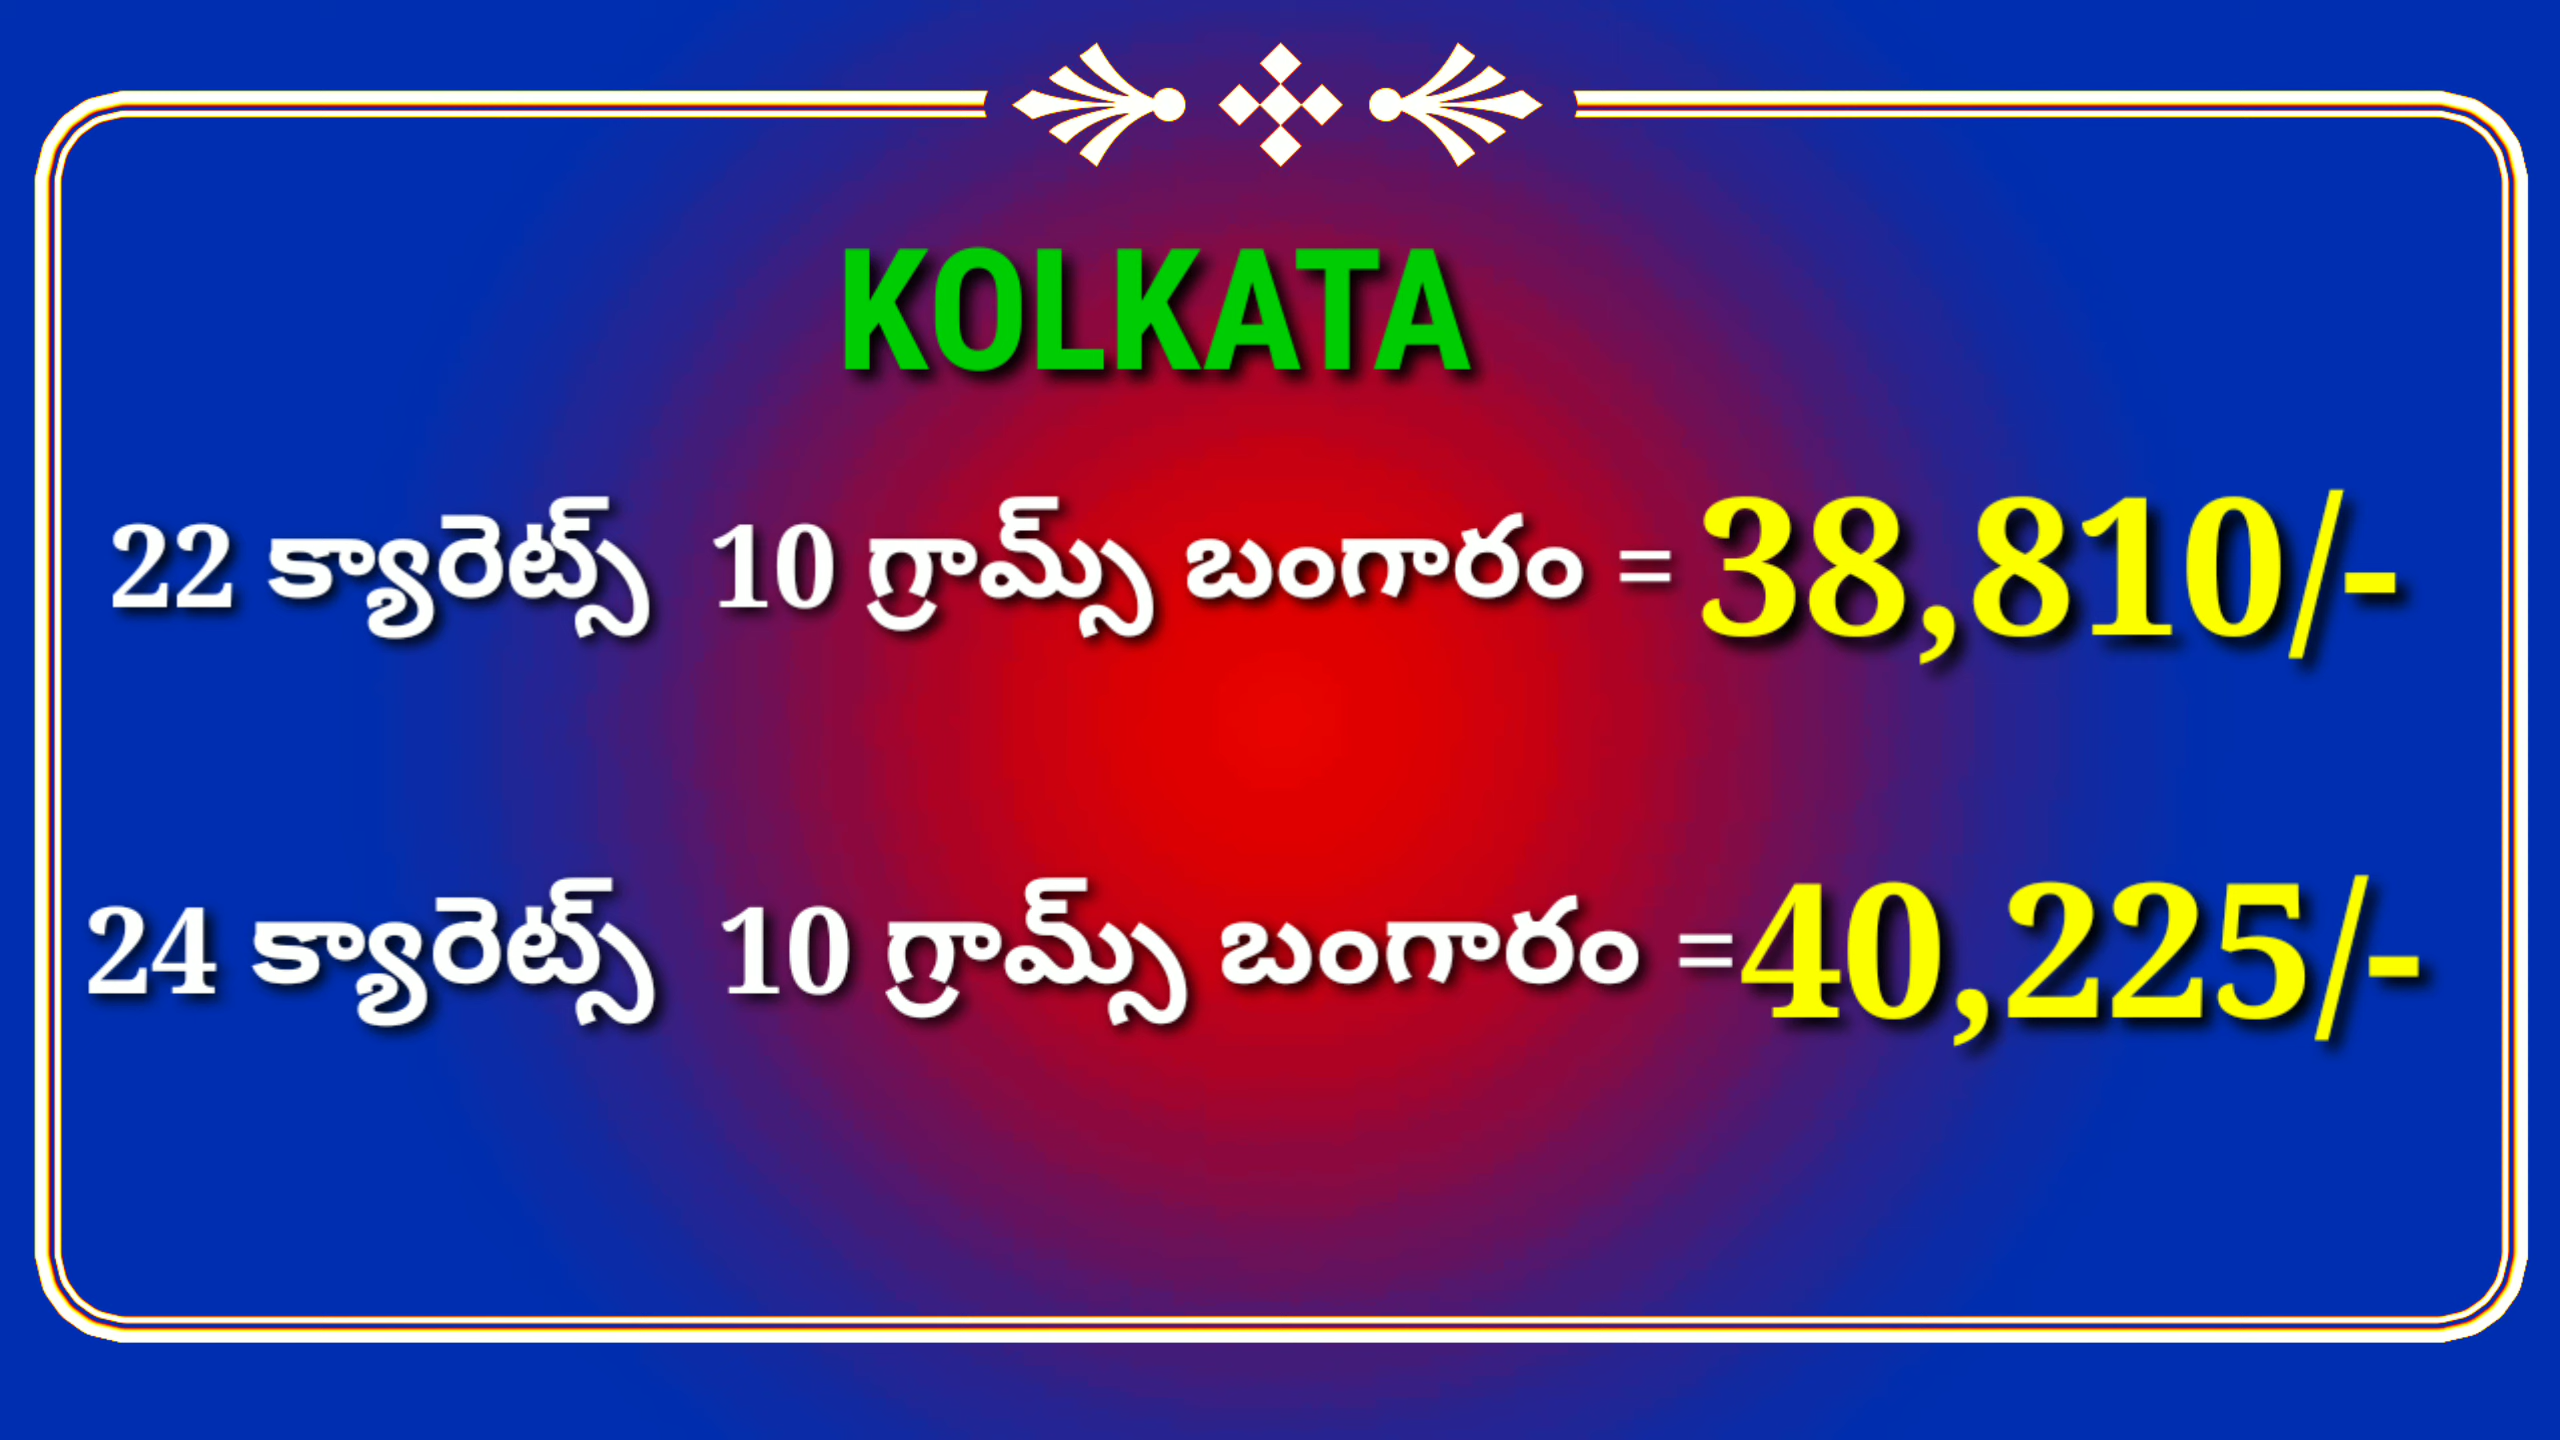 KOLKATA
22 క్యారెట్స్ 10 గ్రామ్స్ బంగారం = 38,810/-
24 క్యారెట్స్ 10 గ్రామ్స్ బంగారం =40,225/-